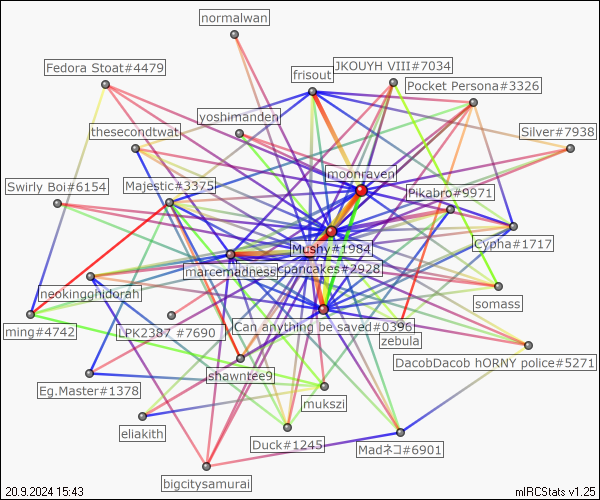 normalwan
Fedora Stoat#4479
frisout
JKOUYH VIII#7034
Pocket Persona#3326
yoshimanden
thesecondtwat
Silver#7938
moonraven
Swirly Boi#6154
Majestic#3375
Pikabro#9971
Mushy#1984
Cypha#1717
marcemadness
pancakes#2928
neokingghidorah
somass
ming#4742
LPK2387 #7690
Can anything be saved#0396
zebula
DacobDacob hORNY police#5271
shawntee9
Eg.Master#1378
mukszi
eliakith
Duck#1245
Madネコ#6901
bigcitysamurai
20.9.2024 15:43
mIRCStats v1.25